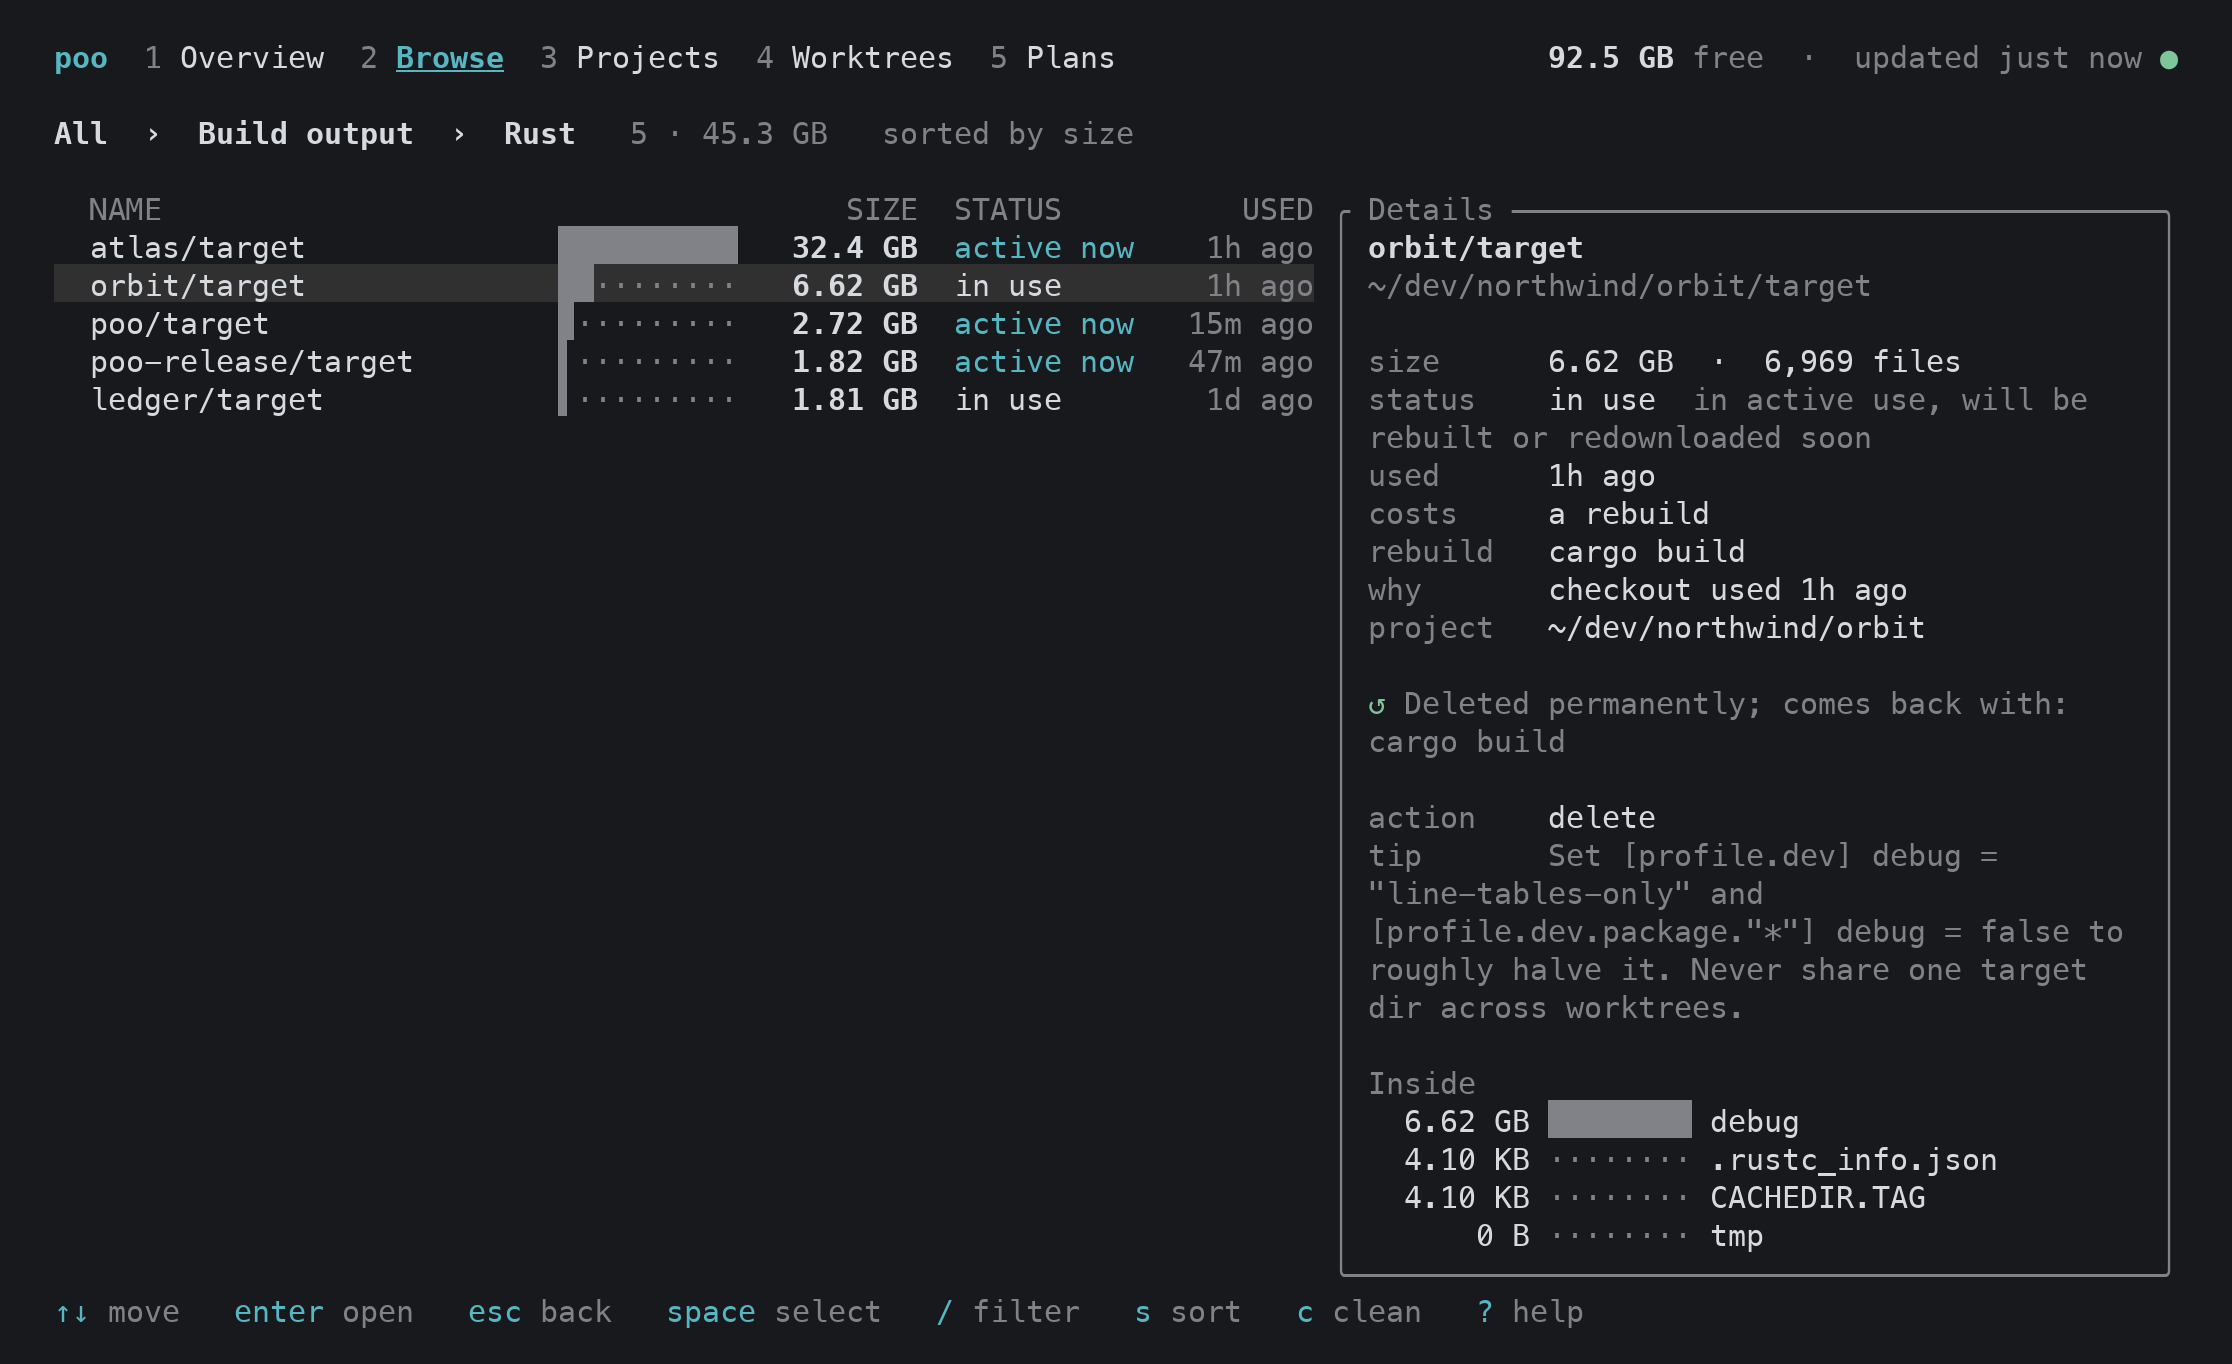 poo 1 Overview 2 Browse 3 Projects 4 Worktrees 5 Plans 92.5 GB free · updated just now ●
All › Build output › Rust 5 · 45.3 GB sorted by size
NAME SIZE STATUS USED
atlas/target 32.4 GB active now 1h ago
orbit/target 6.62 GB in use 1h ago
poo/target 2.72 GB active now 15m ago
poo-release/target 1.82 GB active now 47m ago
ledger/target 1.81 GB in use 1d ago
Details
orbit/target
~/dev/northwind/orbit/target
size 6.62 GB · 6,969 files
status in use in active use, will be
rebuilt or redownloaded soon
used 1h ago
costs a rebuild
rebuild cargo build
why checkout used 1h ago
project ~/dev/northwind/orbit
↺ Deleted permanently; comes back with:
cargo build
action delete
tip Set [profile.dev] debug =
"line-tables-only" and
[profile.dev.package."*"] debug = false to
roughly halve it. Never share one target
dir across worktrees.
Inside
6.62 GB debug
4.10 KB ········ .rustc_info.json
4.10 KB ········ CACHEDIR.TAG
0 B ········ tmp
↑↓ move enter open esc back space select / filter s sort c clean ? help